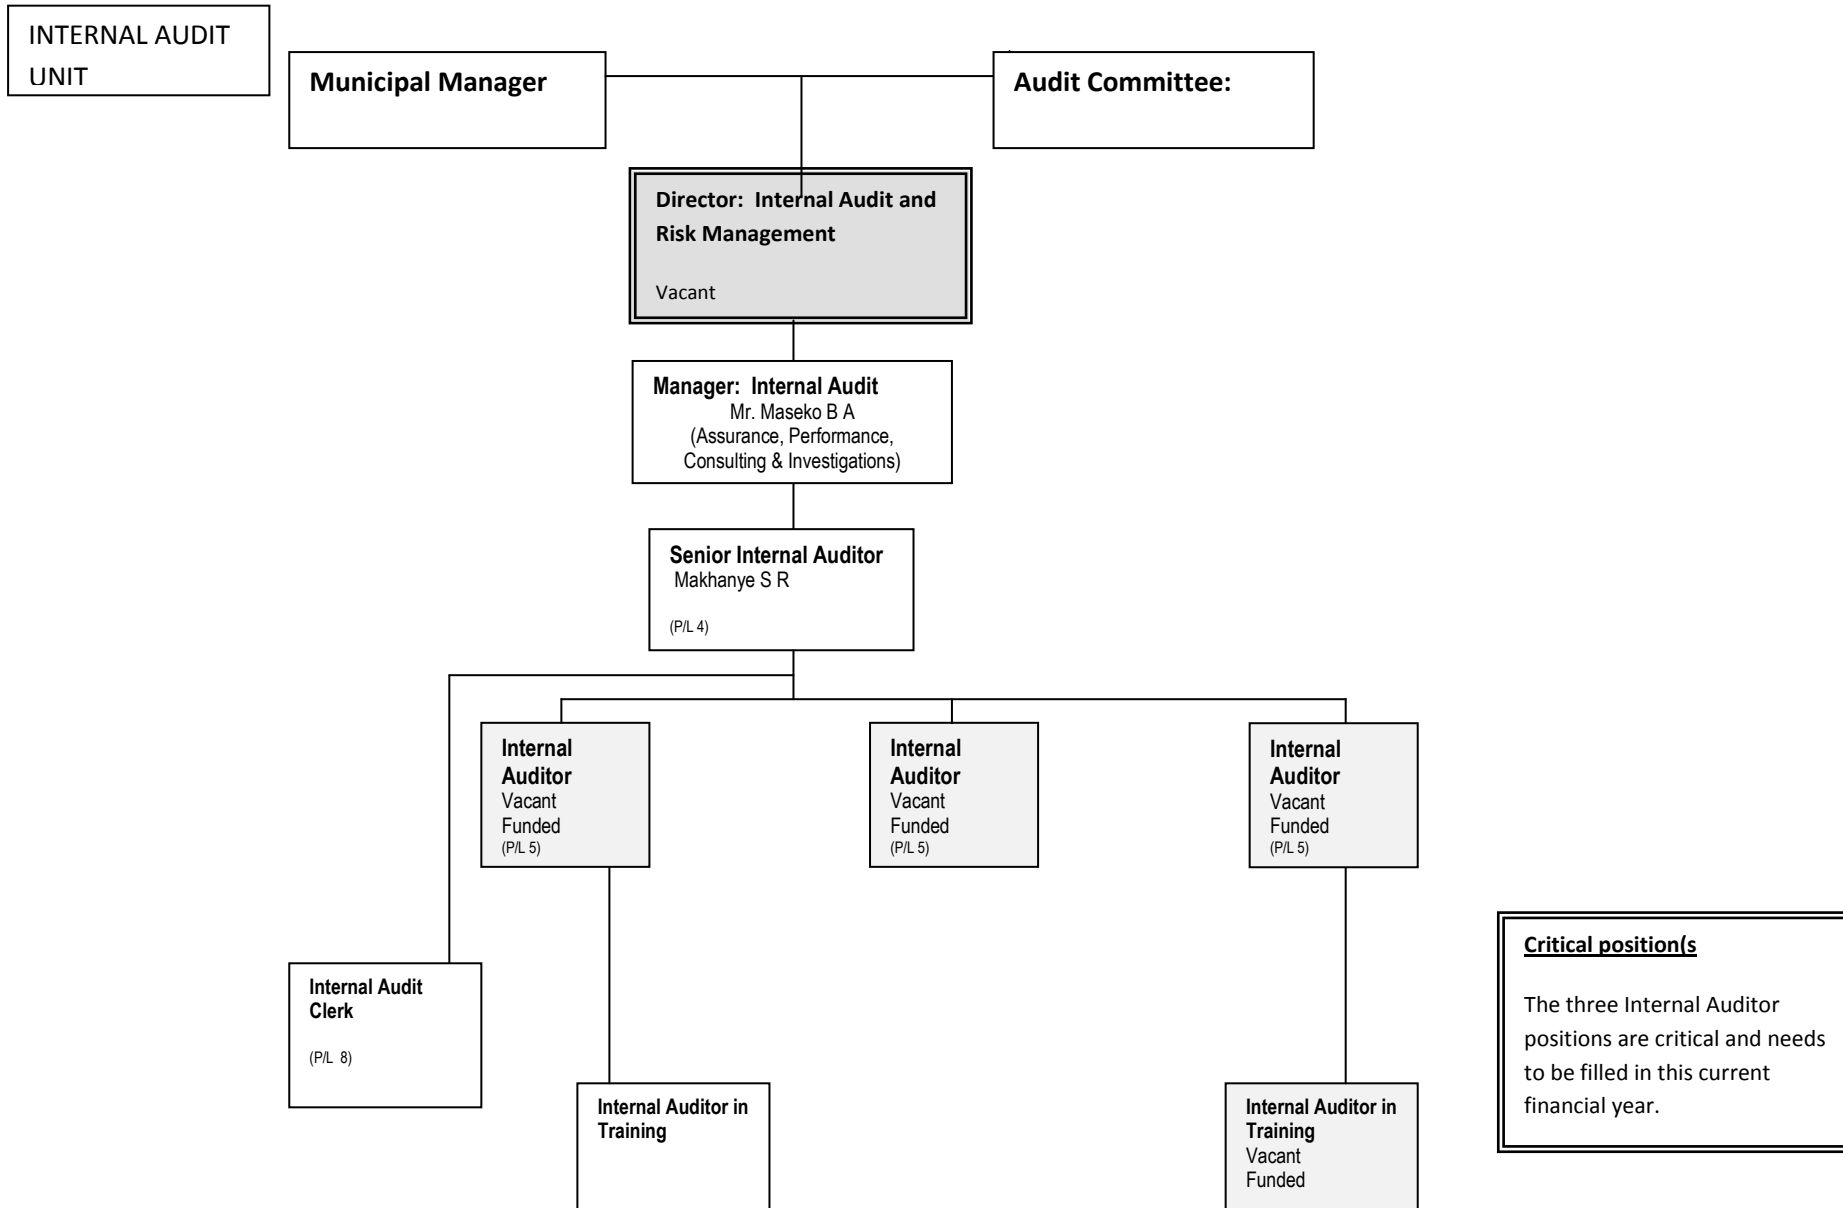 INTERNAL AUDIT
UNIT
Municipal Manager
Audit Committee:
Director:  Internal Audit and
Risk Management
Vacant
Manager:  Internal Audit
Mr. Maseko B A
(Assurance, Performance,
Consulting & Investigations)
Senior Internal Auditor
Makhanye S R
(P/L 4)
Internal
Auditor
Vacant
Funded
(P/L 5)
Internal
Auditor
Vacant
Funded
(P/L 5)
Internal
Auditor
Vacant
Funded
(P/L 5)
Internal Audit
Clerk
(P/L  8)
Internal Auditor in
Training
Internal Auditor in
Training
Vacant
Funded
Critical position(s
The three Internal Auditor
positions are critical and needs
to be filled in this current
financial year.